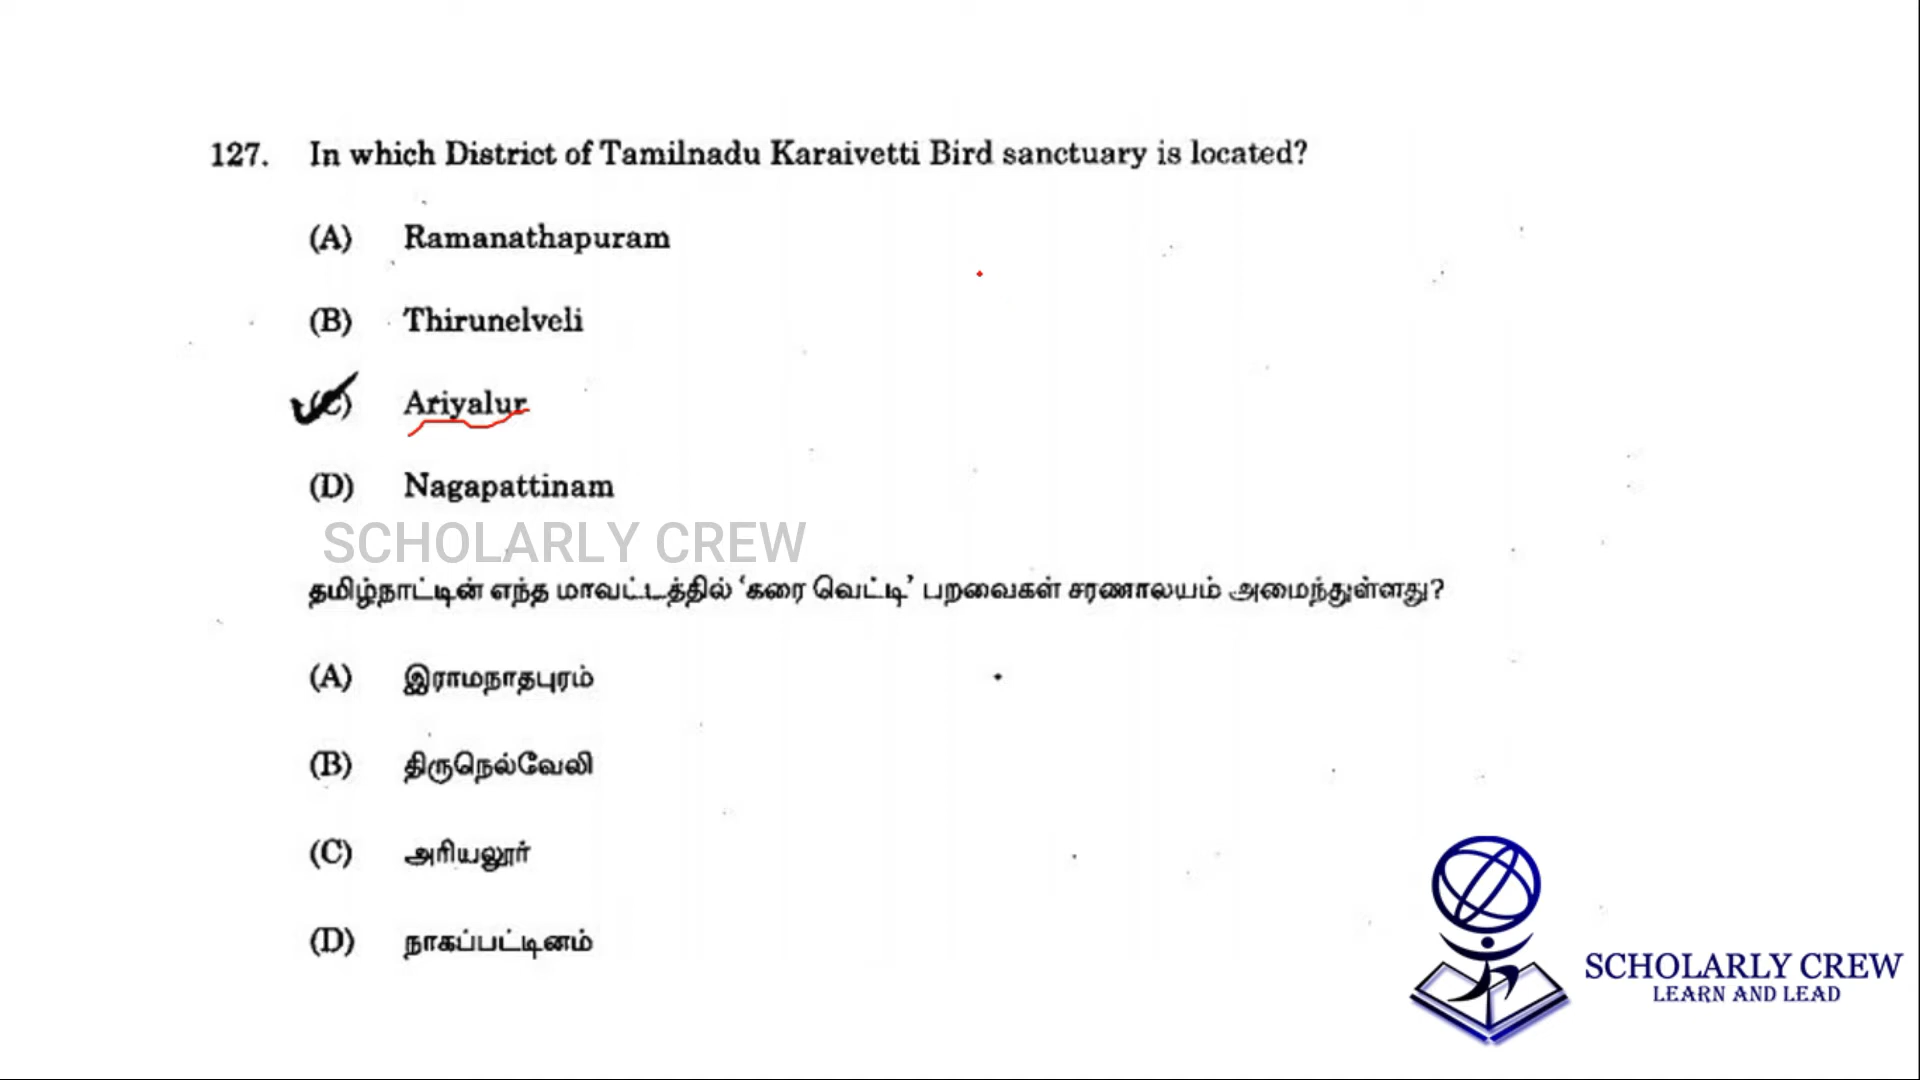 127. In which District of Tamilnadu Karaivetti Bird sanctuary is located?
(A) Ramanathapuram
(B) Thirunelveli
(C) Ariyalur
(D) Nagapattinam
SCHOLARLY CREW
தமிழ்நாட்டின் எந்த மாவட்டத்தில் ‘கரை வெட்டி’ பறவைகள் சரணாலயம் அமைந்துள்ளது?
(A) இராமநாதபுரம்
(B) திருநெல்வேலி
(C) அரியலூர்
(D) நாகப்பட்டினம்
SCHOLARLY CREW
LEARN AND LEAD